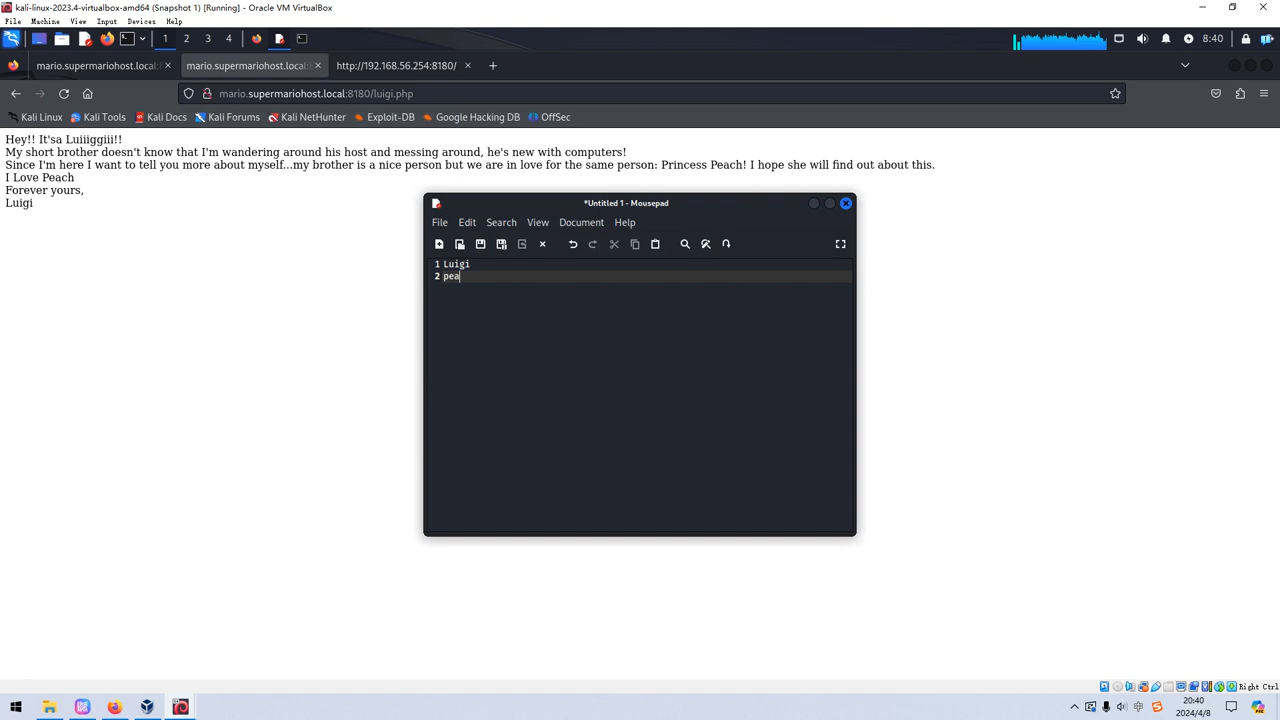 kali-linux-2023.4-virtualbox-amd64 (Snapshot 1) [Running] - Oracle VM VirtualBox
File Machine View Input Devices Help
1 2 3 4 8:40
mario.supermariohost.local:8 mario.supermariohost.local:8 http://192.168.56.254:8180/
mario.supermariohost.local:8180/luigi.php
Kali Linux Kali Tools Kali Docs Kali Forums Kali NetHunter Exploit-DB Google Hacking DB OffSec
Hey!! It'sa Luiiiggiii!!
My short brother doesn't know that I'm wandering around his host and messing around, he's new with computers!
Since I'm here I want to tell you more about myself...my brother is a nice person but we are in love for the same person: Princess Peach! I hope she will find out about this.
I Love Peach
Forever yours,
Luigi
*Untitled 1 - Mousepad
File Edit Search View Document Help
1 Luigi
2 pea
Right Ctrl
中
20:40
2024/4/8